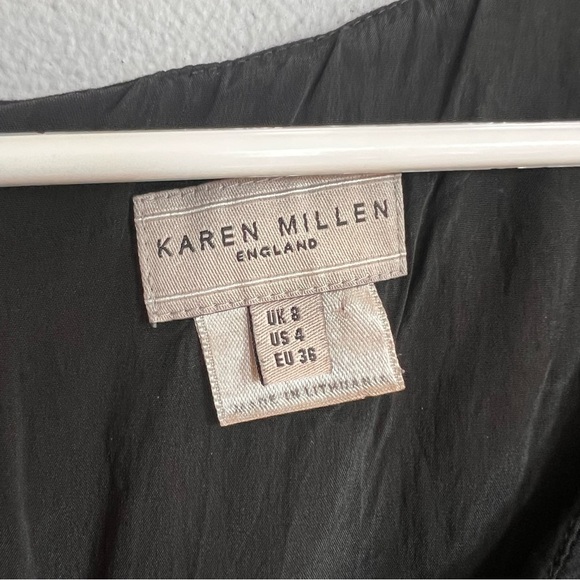 KAREN MILLEN
ENGLAND
UK 8
US 4
EU 36
MADE IN LITHUANIA